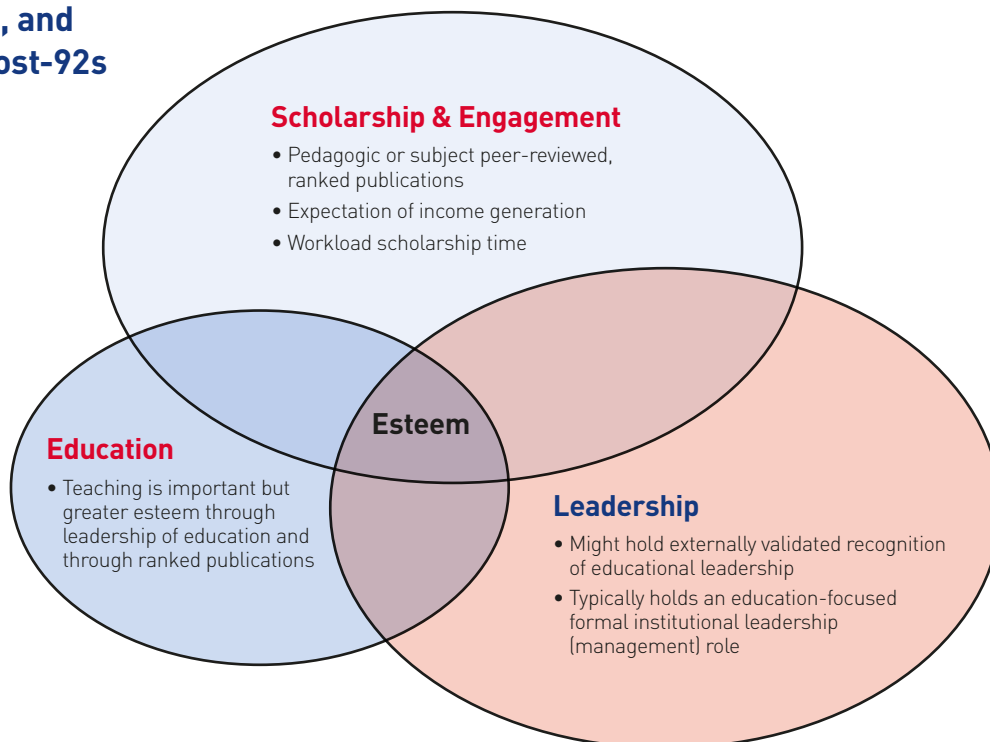 , and
ost-92s
Scholarship & Engagement
• Pedagogic or subject peer-reviewed,
ranked publications
• Expectation of income generation
• Workload scholarship time
Esteem
Education
• Teaching is important but
greater esteem through
leadership of education and
through ranked publications
Leadership
• Might hold externally validated recognition
of educational leadership
• Typically holds an education-focused
formal institutional leadership
(management) role